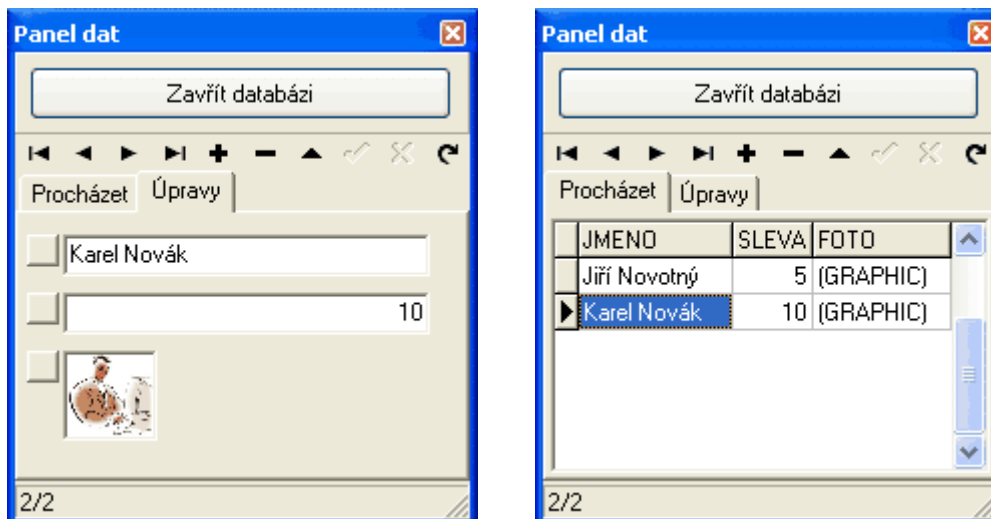 Panel dat
Zavřít databázi
Procházet Úpravy
Karel Novák
10
2/2
Panel dat
Zavřít databázi
Procházet Úpravy
JMENO SLEVA FOTO
Jiří Novotný 5 (GRAPHIC)
Karel Novák 10 (GRAPHIC)
2/2